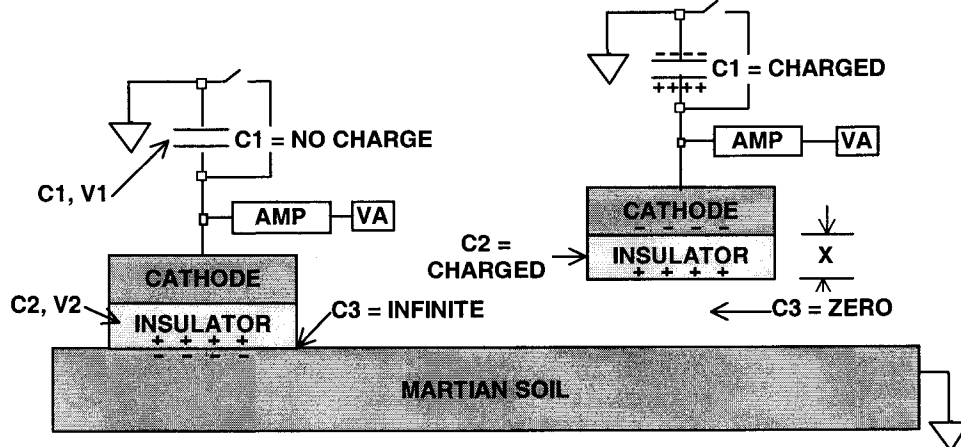 C1 = NO CHARGE
C1, V1
AMP
VA
CATHODE
C2, V2
INSULATOR
+ + + +
- - - -
C3 = INFINITE
MARTIAN SOIL
- - - -
C1 = CHARGED
++++
AMP
VA
CATHODE
- - - -
C2 =
CHARGED
INSULATOR
+ + + +
X
C3 = ZERO